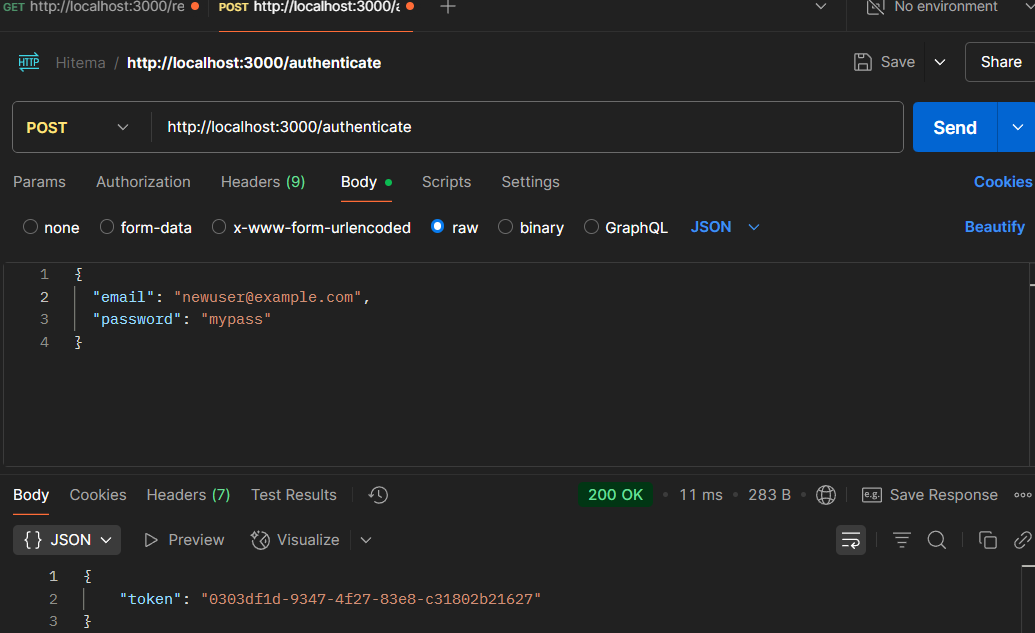 GET http://localhost:3000/re POST http://localhost:3000/a No environment
HTTP Hitema / http://localhost:3000/authenticate Save Share
POST http://localhost:3000/authenticate Send
Params Authorization Headers (9) Body Scripts Settings Cookies
none form-data x-www-form-urlencoded raw binary GraphQL JSON Beautify
1 {
2 "email": "newuser@example.com",
3 "password": "mypass"
4 }
Body Cookies Headers (7) Test Results 200 OK • 11 ms • 283 B • e.g. Save Response
{} JSON Preview Visualize
1 {
2 "token": "0303df1d-9347-4f27-83e8-c31802b21627"
3 }